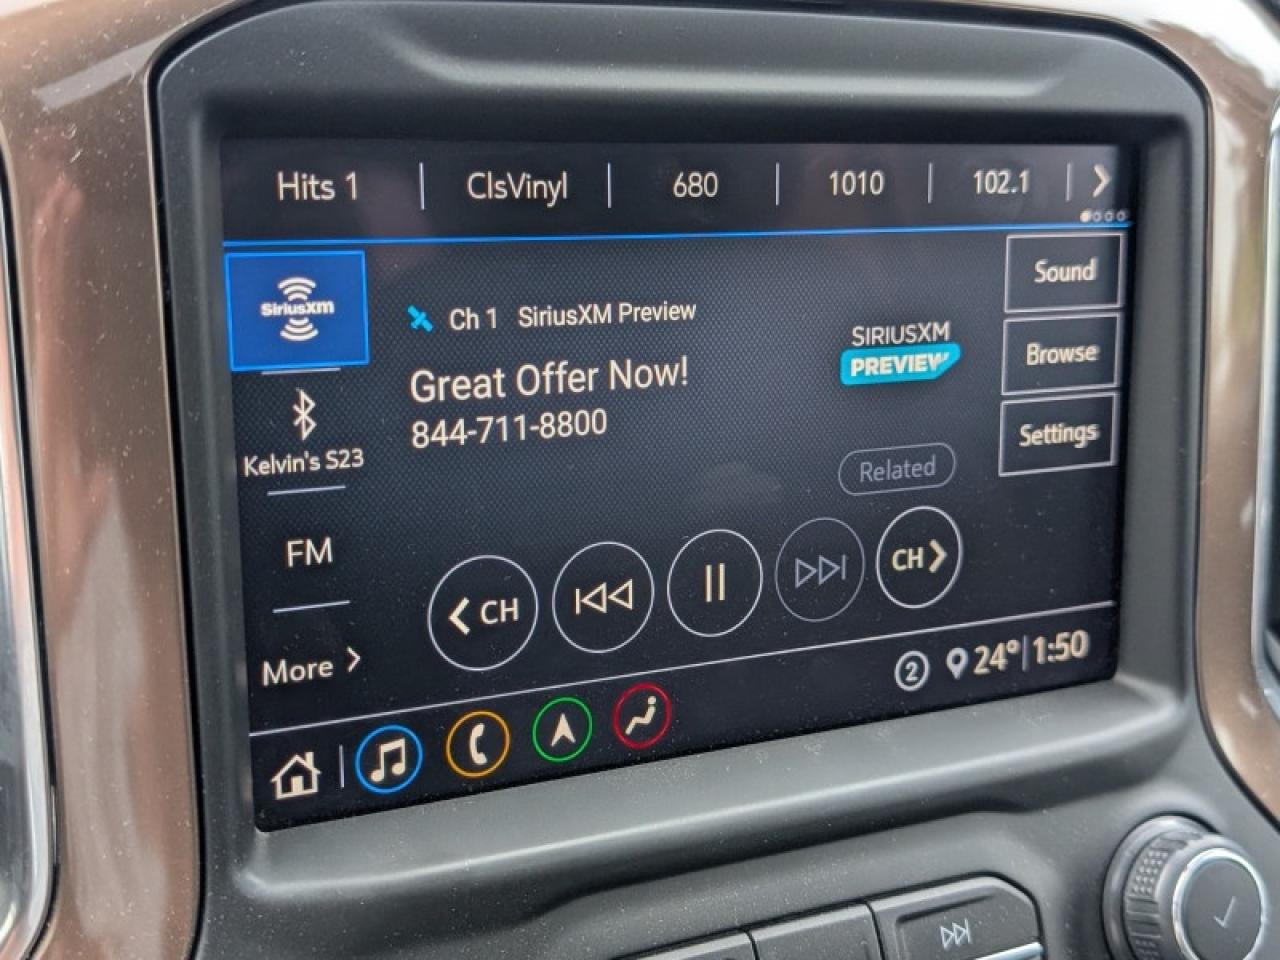 Hits 1 ClsVinyl 680 1010 102.1
SiriusXM
Ch 1 SiriusXM Preview
Great Offer Now!
844-711-8800
SIRIUSXM
PREVIEW
Related
Sound
Browse
Settings
Kelvin's S23
FM
More
CH
CH
2 24° 1:50